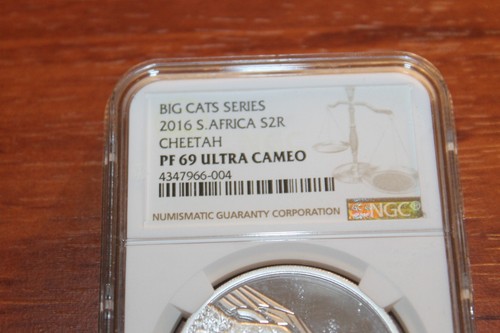 BIG CATS SERIES
2016 S.AFRICA S2R
CHEETAH
PF 69 ULTRA CAMEO
4347966-004
NUMISMATIC GUARANTY CORPORATION
NGC